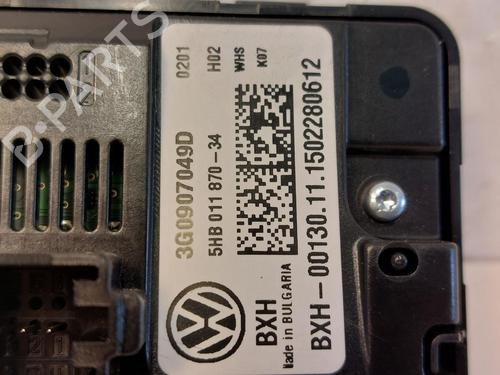 0201
H02
WHS
K07
3G0907049D
5HB 011 870-34
BXH
Made in BULGARIA
BXH-00130.11.1502280612
B-PARTS